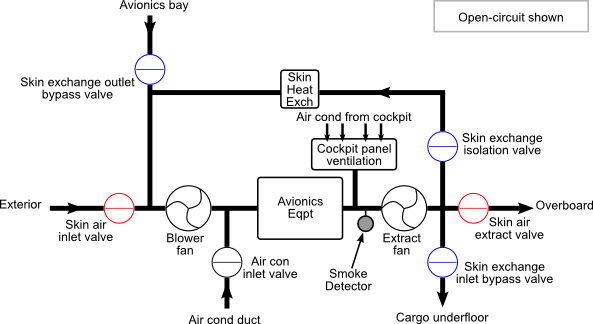 Avionics bay
Open-circuit shown
Skin exchange outlet
bypass valve
Skin
Heat
Exch
Air cond from cockpit
Cockpit panel
ventilation
Skin exchange
isolation valve
Exterior
Skin air
inlet valve
Blower
fan
Avionics
Eqpt
Extract
fan
Overboard
Skin air
extract valve
Air con
inlet valve
Smoke
Detector
Skin exchange
inlet bypass valve
Air cond duct
Cargo underfloor